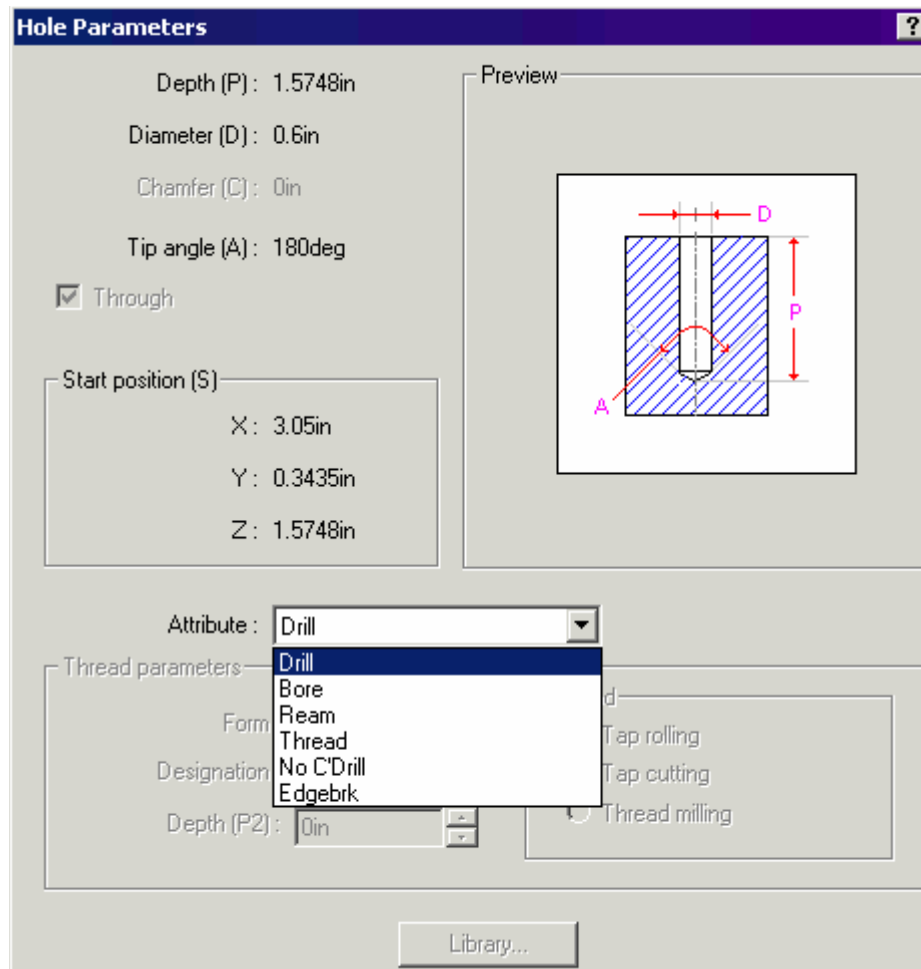 Hole Parameters
?
Depth (P) : 1.5748in
Diameter (D) : 0.6in
Chamfer (C) : 0in
Tip angle (A) : 180deg
Through
Preview
D
P
A
Start position (S)
X : 3.05in
Y : 0.3435in
Z : 1.5748in
Attribute : Drill
Drill
Bore
Ream
Thread
No C'Drill
Edgebrk
Thread parameters
Form
Designation
Depth (P2) : 0in
d
Tap rolling
Tap cutting
Thread milling
Library...